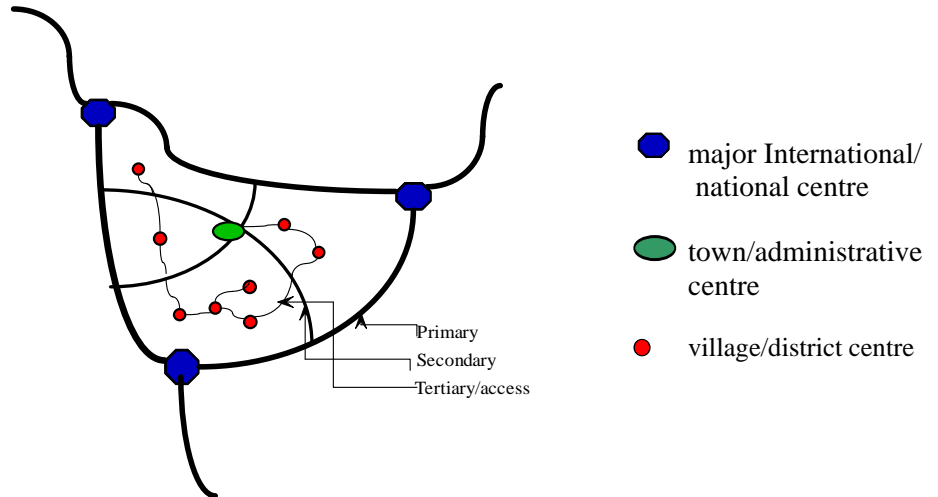 major International/
national centre
town/administrative
centre
village/district centre
Primary
Secondary
Tertiary/access